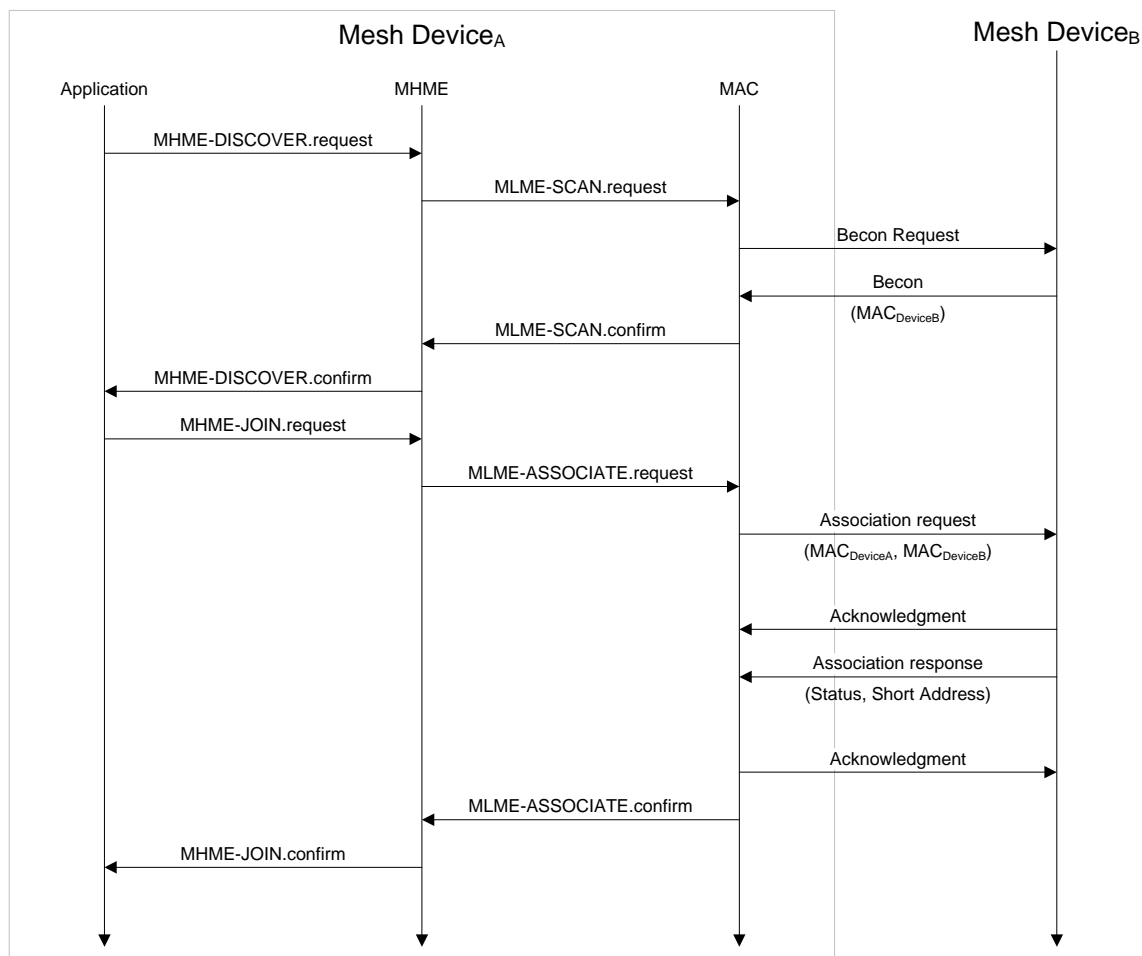 Mesh DeviceA
Mesh DeviceB
Application
MHME
MAC
MHME-DISCOVER.request
MLME-SCAN.request
Becon Request
Becon
(MACDeviceB)
MLME-SCAN.confirm
MHME-DISCOVER.confirm
MHME-JOIN.request
MLME-ASSOCIATE.request
Association request
(MACDeviceA, MACDeviceB)
Acknowledgment
Association response
(Status, Short Address)
Acknowledgment
MLME-ASSOCIATE.confirm
MHME-JOIN.confirm